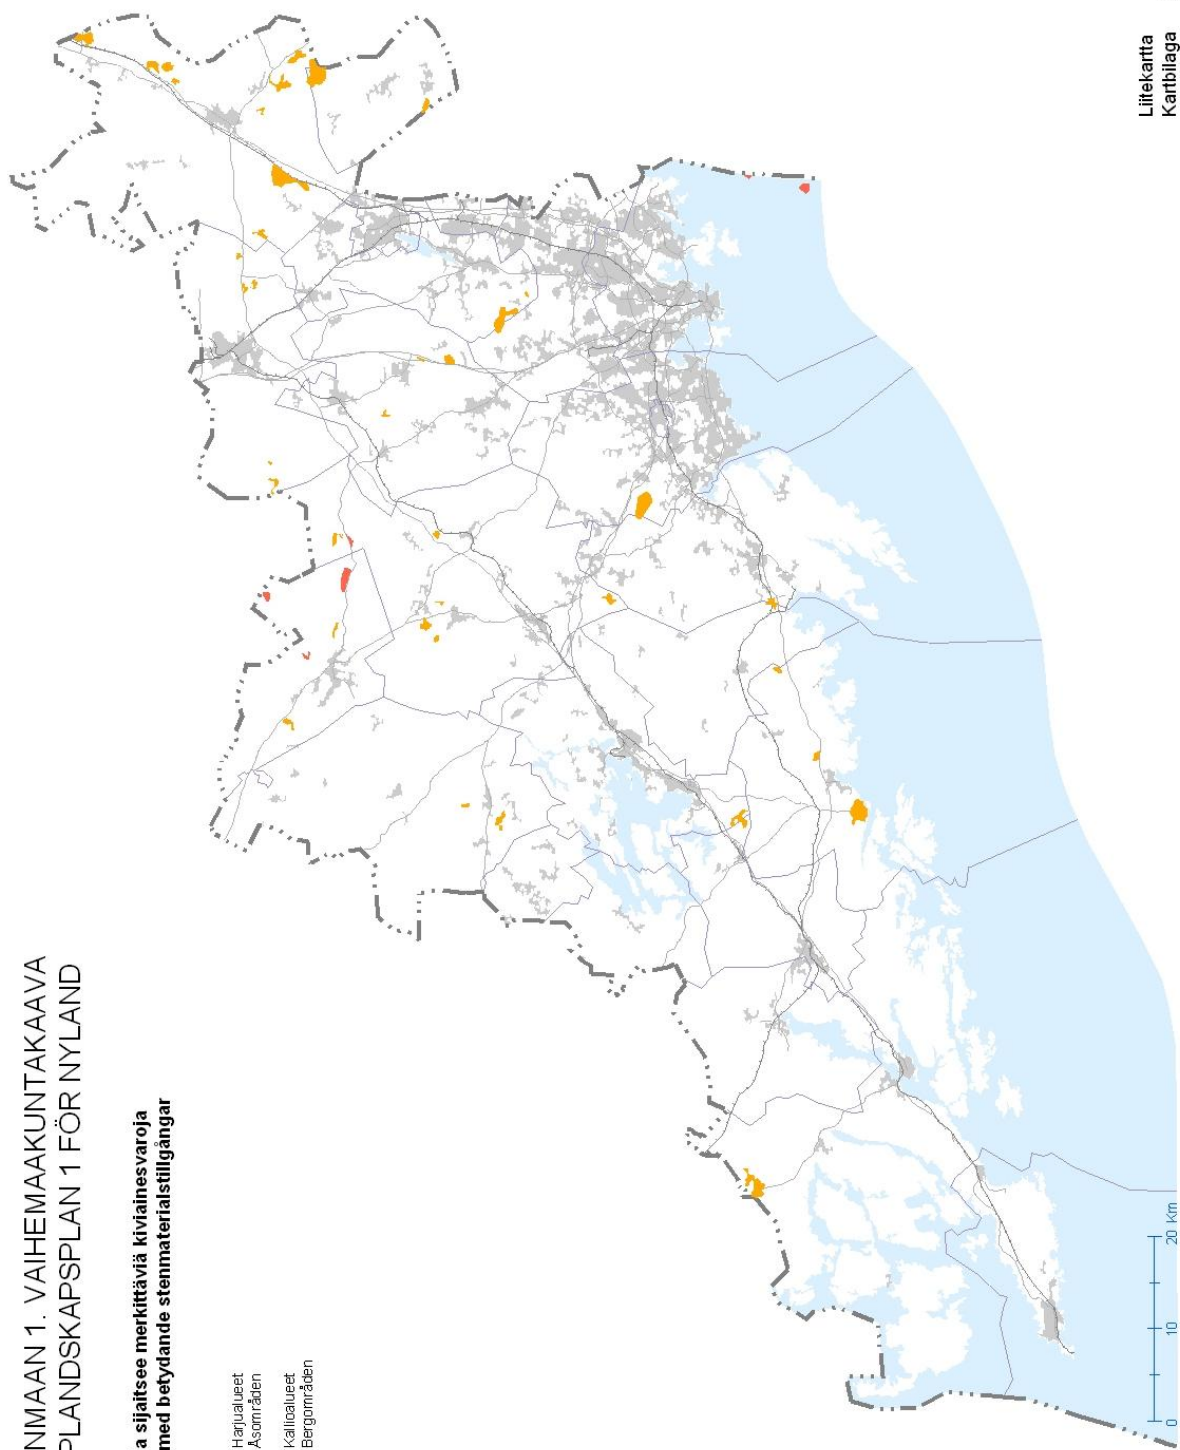 NMAAN 1. VAIHEMAAKUNTAKAAVA
PLANDSKAPSPLAN 1 FÖR NYLAND
a sijaitsee merkittäviä kiviainesvaroja
med betydande stenmaterialstillgångar
Harjualueet
Åsområden
Kallioalueet
Bergområden
0 10 20 Km
Liitekartta
Kartbilaga